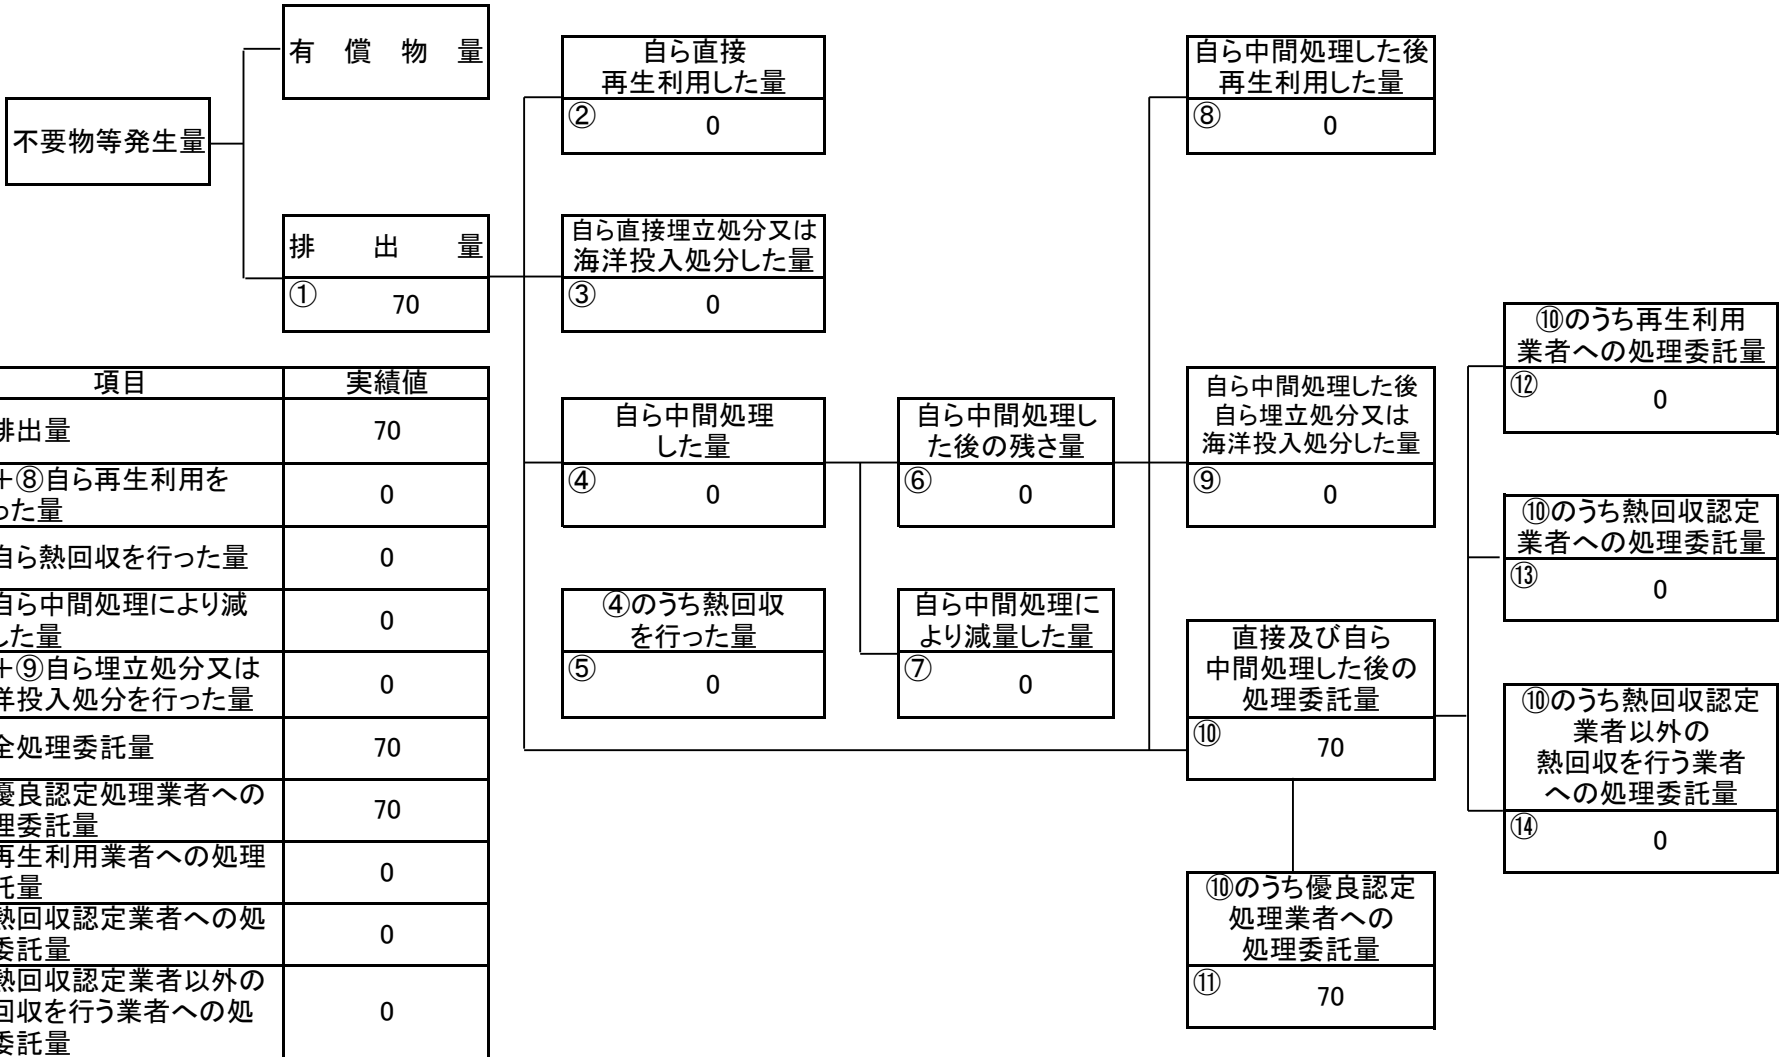 有償物量
不要物等発生量
排出量
① 70
自ら直接
再生利用した量
② 0
自ら直接埋立処分又は
海洋投入処分した量
③ 0
自ら中間処理
した量
④ 0
④のうち熱回収
を行った量
⑤ 0
自ら中間処理し
た後の残さ量
⑥ 0
自ら中間処理に
より減量した量
⑦ 0
自ら中間処理した後
再生利用した量
⑧ 0
自ら中間処理した後
自ら埋立処分又は
海洋投入処分した量
⑨ 0
直接及び自ら
中間処理した後の
処理委託量
⑩ 70
⑩のうち優良認定
処理業者への
処理委託量
⑪ 70
⑩のうち再生利用
業者への処理委託量
⑫ 0
⑩のうち熱回収認定
業者への処理委託量
⑬ 0
⑩のうち熱回収認定
業者以外の
熱回収を行う業者
への処理委託量
⑭ 0
項目 実績値
排出量 70
+⑧自ら再生利用を
った量 0
自ら熱回収を行った量 0
自ら中間処理により減
した量 0
+⑨自ら埋立処分又は
洋投入処分を行った量 0
全処理委託量 70
優良認定処理業者への
理委託量 70
再生利用業者への処理
託量 0
熱回収認定業者への処
委託量 0
熱回収認定業者以外の
回収を行う業者への処
委託量 0